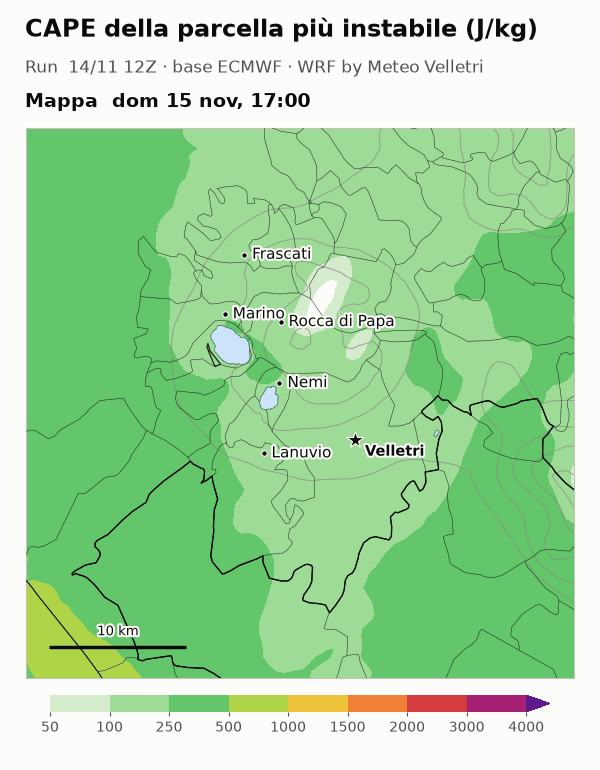 CAPE della parcella più instabile (J/kg)
Run  14/11 12Z · base ECMWF · WRF by Meteo Velletri
Mappa  dom 15 nov, 17:00
Frascati
Marino
Rocca di Papa
Nemi
Velletri
Lanuvio
10 km
50 100 250 500 1000 1500 2000 3000 4000